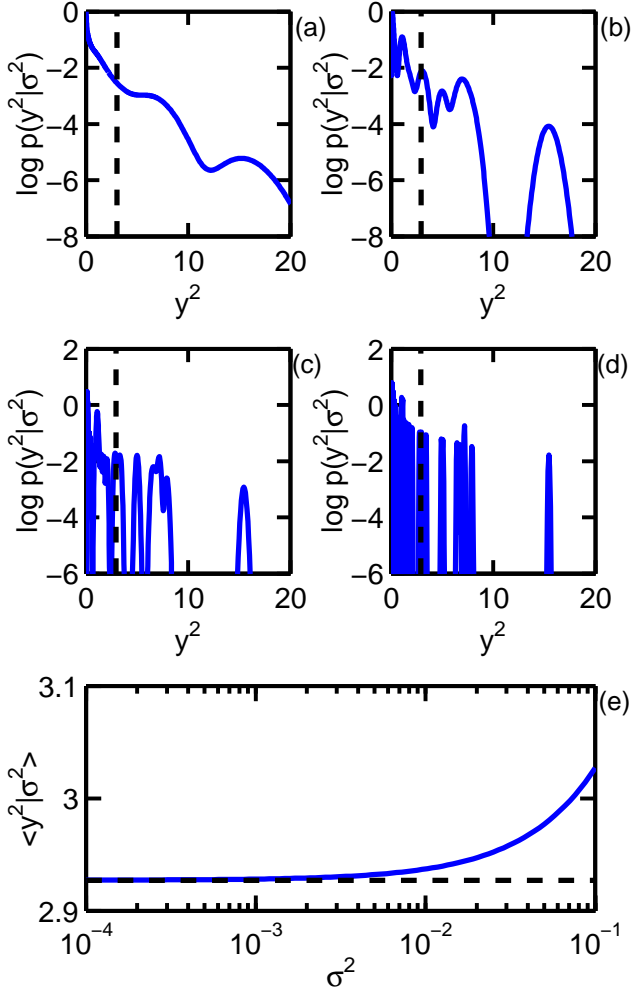 (a)
0
−2
−4
−6
−8
log p(y²|σ²)
0 10 20
y²
(b)
0
−2
−4
−6
−8
log p(y²|σ²)
0 10 20
y²
(c)
2
0
−2
−4
−6
log p(y²|σ²)
0 10 20
y²
(d)
2
0
−2
−4
−6
log p(y²|σ²)
0 10 20
y²
(e)
3.1
3
2.9
<y²|σ²>
10⁻⁴ 10⁻³ 10⁻² 10⁻¹
σ²